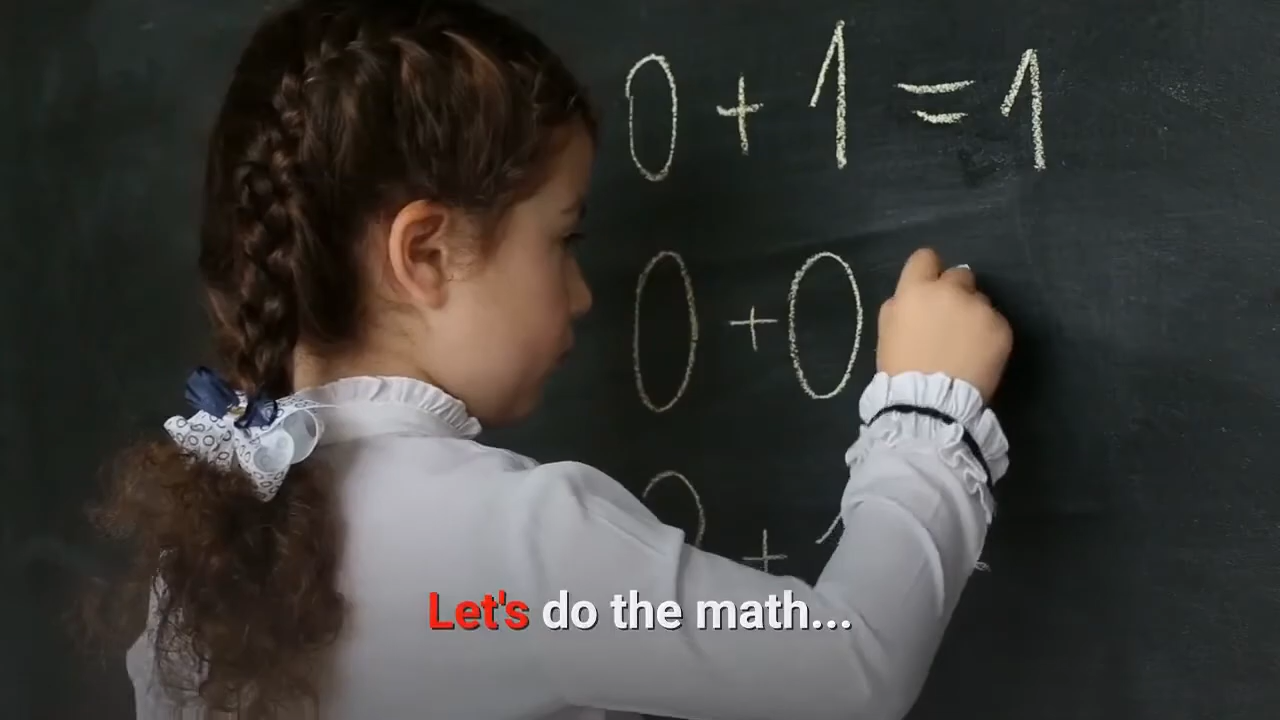 0 + 1 = 1
0 + 0
+
Let's do the math...